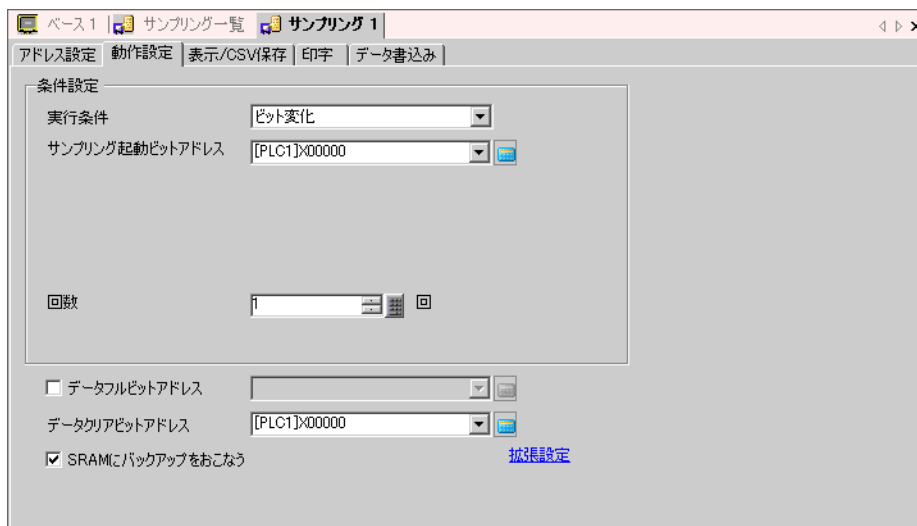 ベース 1 サンプリング一覧 サンプリング 1
アドレス設定 動作設定 表示/CSV保存 印字 データ書込み
条件設定
実行条件 ビット変化
サンプリング起動ビットアドレス [PLC1]X00000
回数 1 回
データフルビットアドレス
データクリアビットアドレス [PLC1]X00000
SRAMにバックアップをおこなう 拡張設定